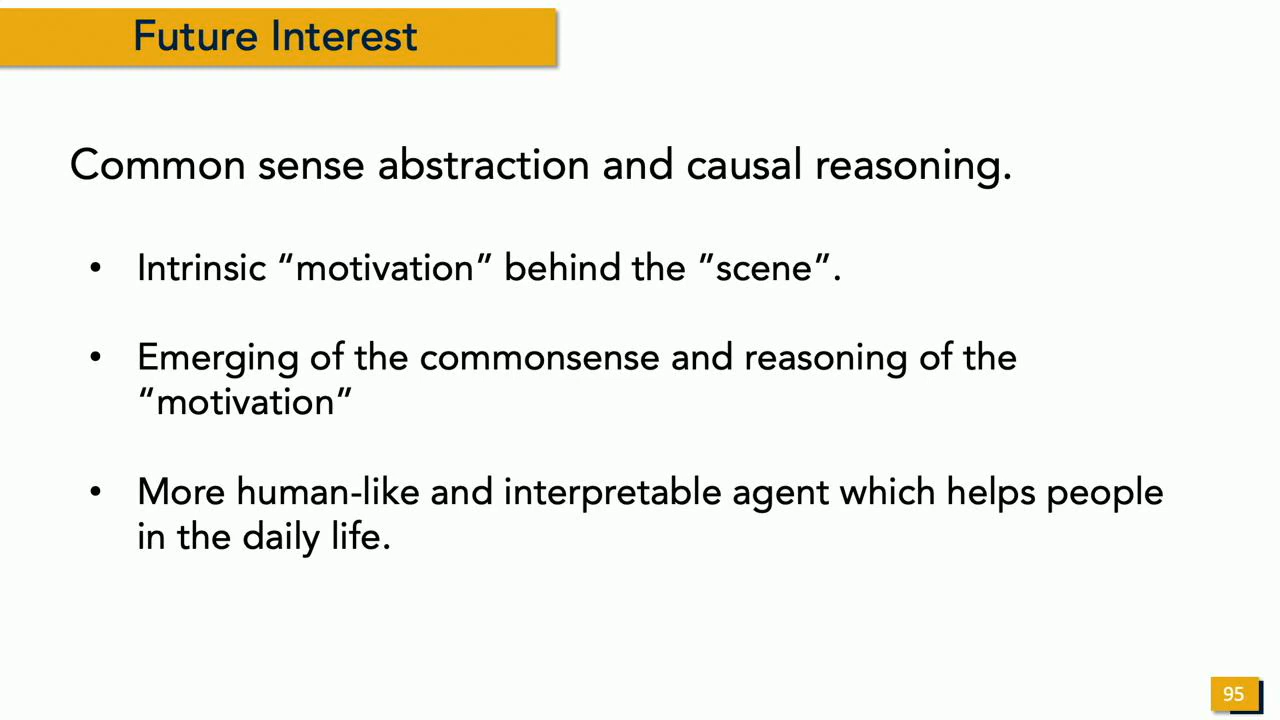 Future Interest
Common sense abstraction and causal reasoning.
• Intrinsic “motivation” behind the ”scene”.
• Emerging of the commonsense and reasoning of the
“motivation”
• More human-like and interpretable agent which helps people
in the daily life.
95